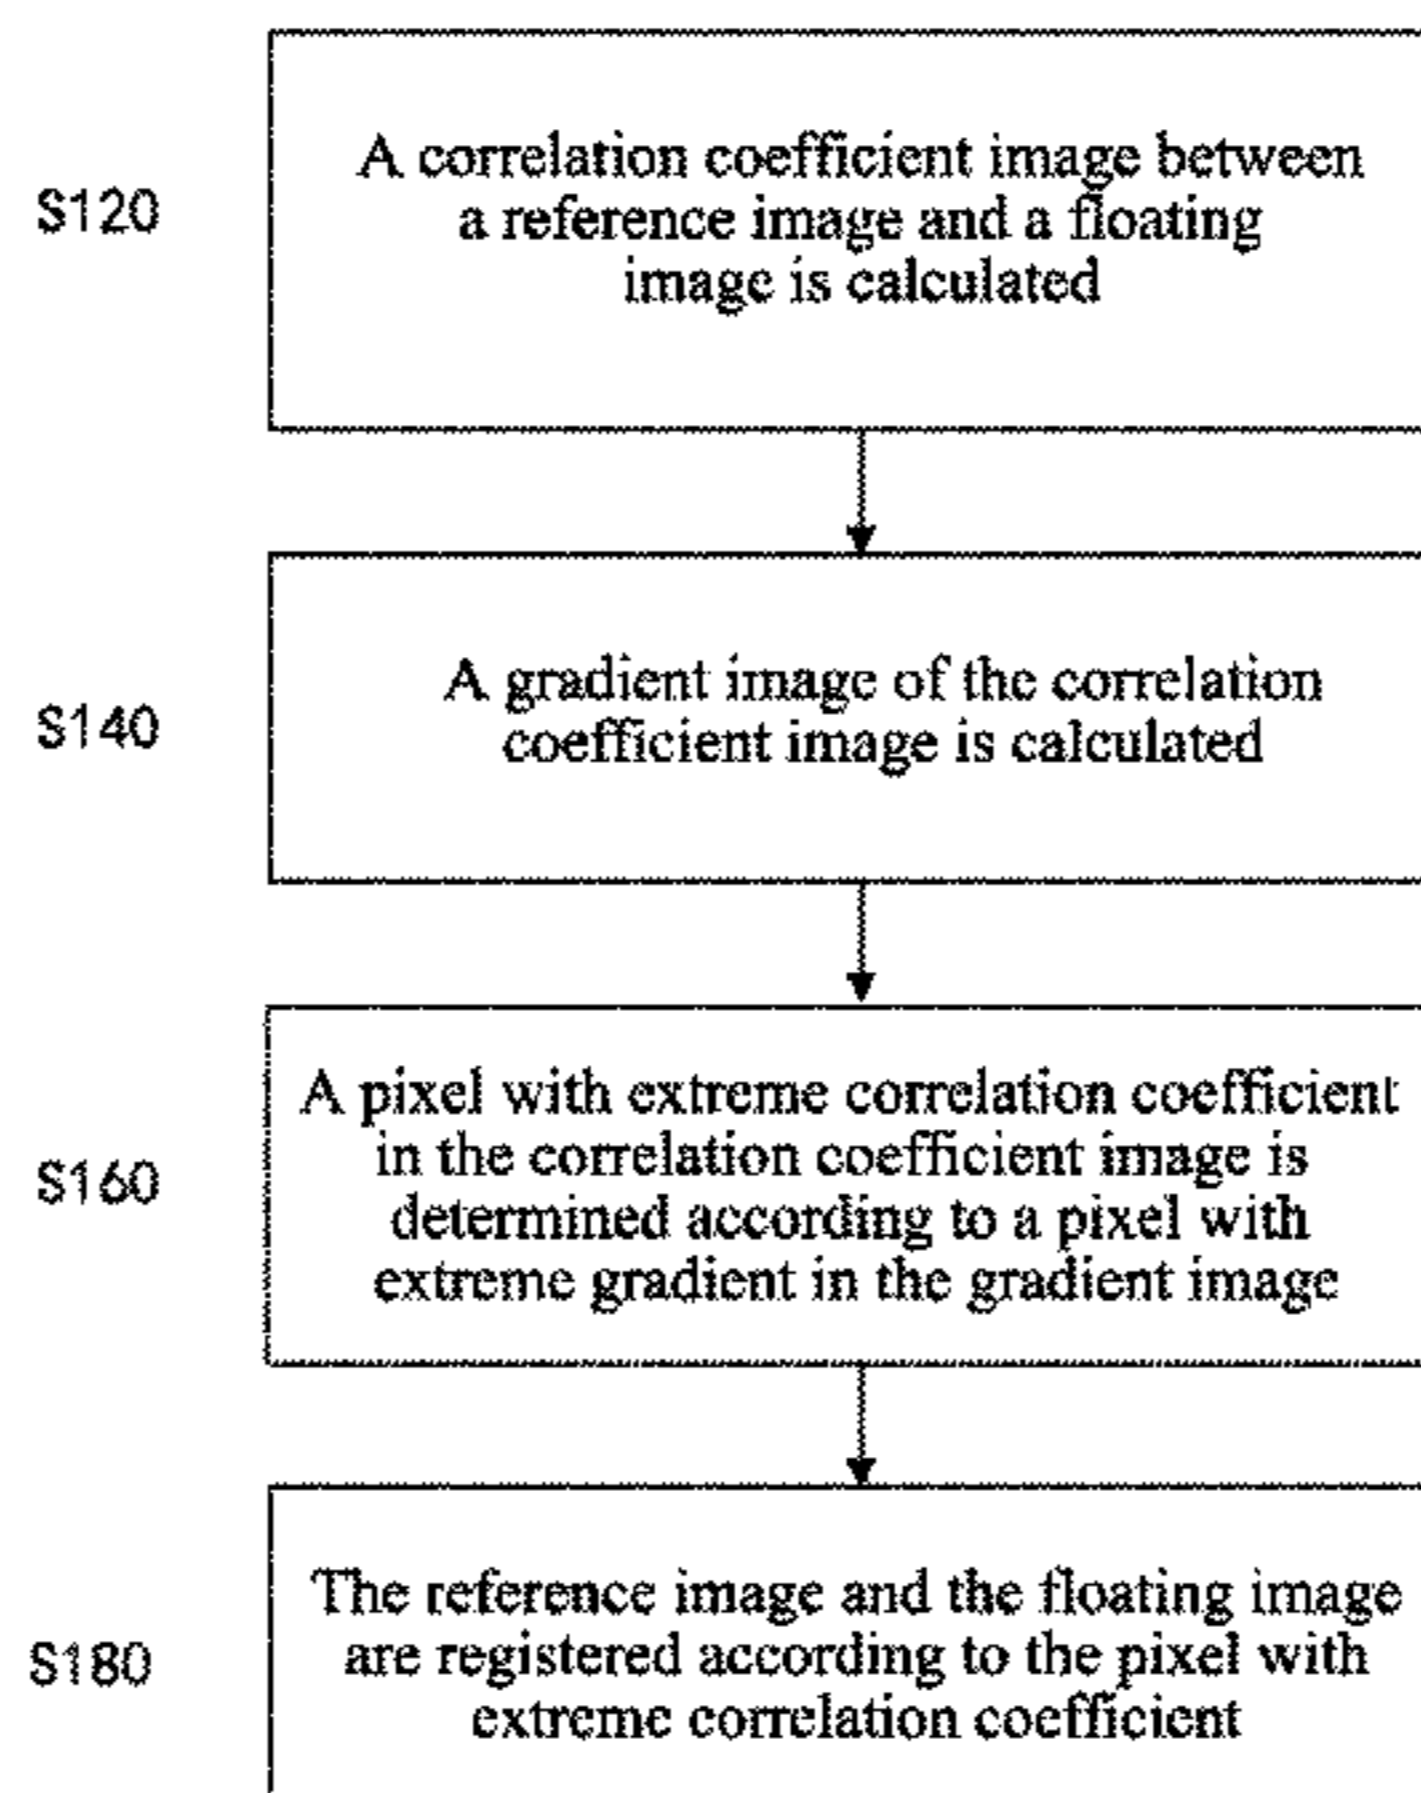 S120
A correlation coefficient image between
a reference image and a floating
image is calculated
S140
A gradient image of the correlation
coefficient image is calculated
S160
A pixel with extreme correlation coefficient
in the correlation coefficient image is
determined according to a pixel with
extreme gradient in the gradient image
S180
The reference image and the floating image
are registered according to the pixel with
extreme correlation coefficient